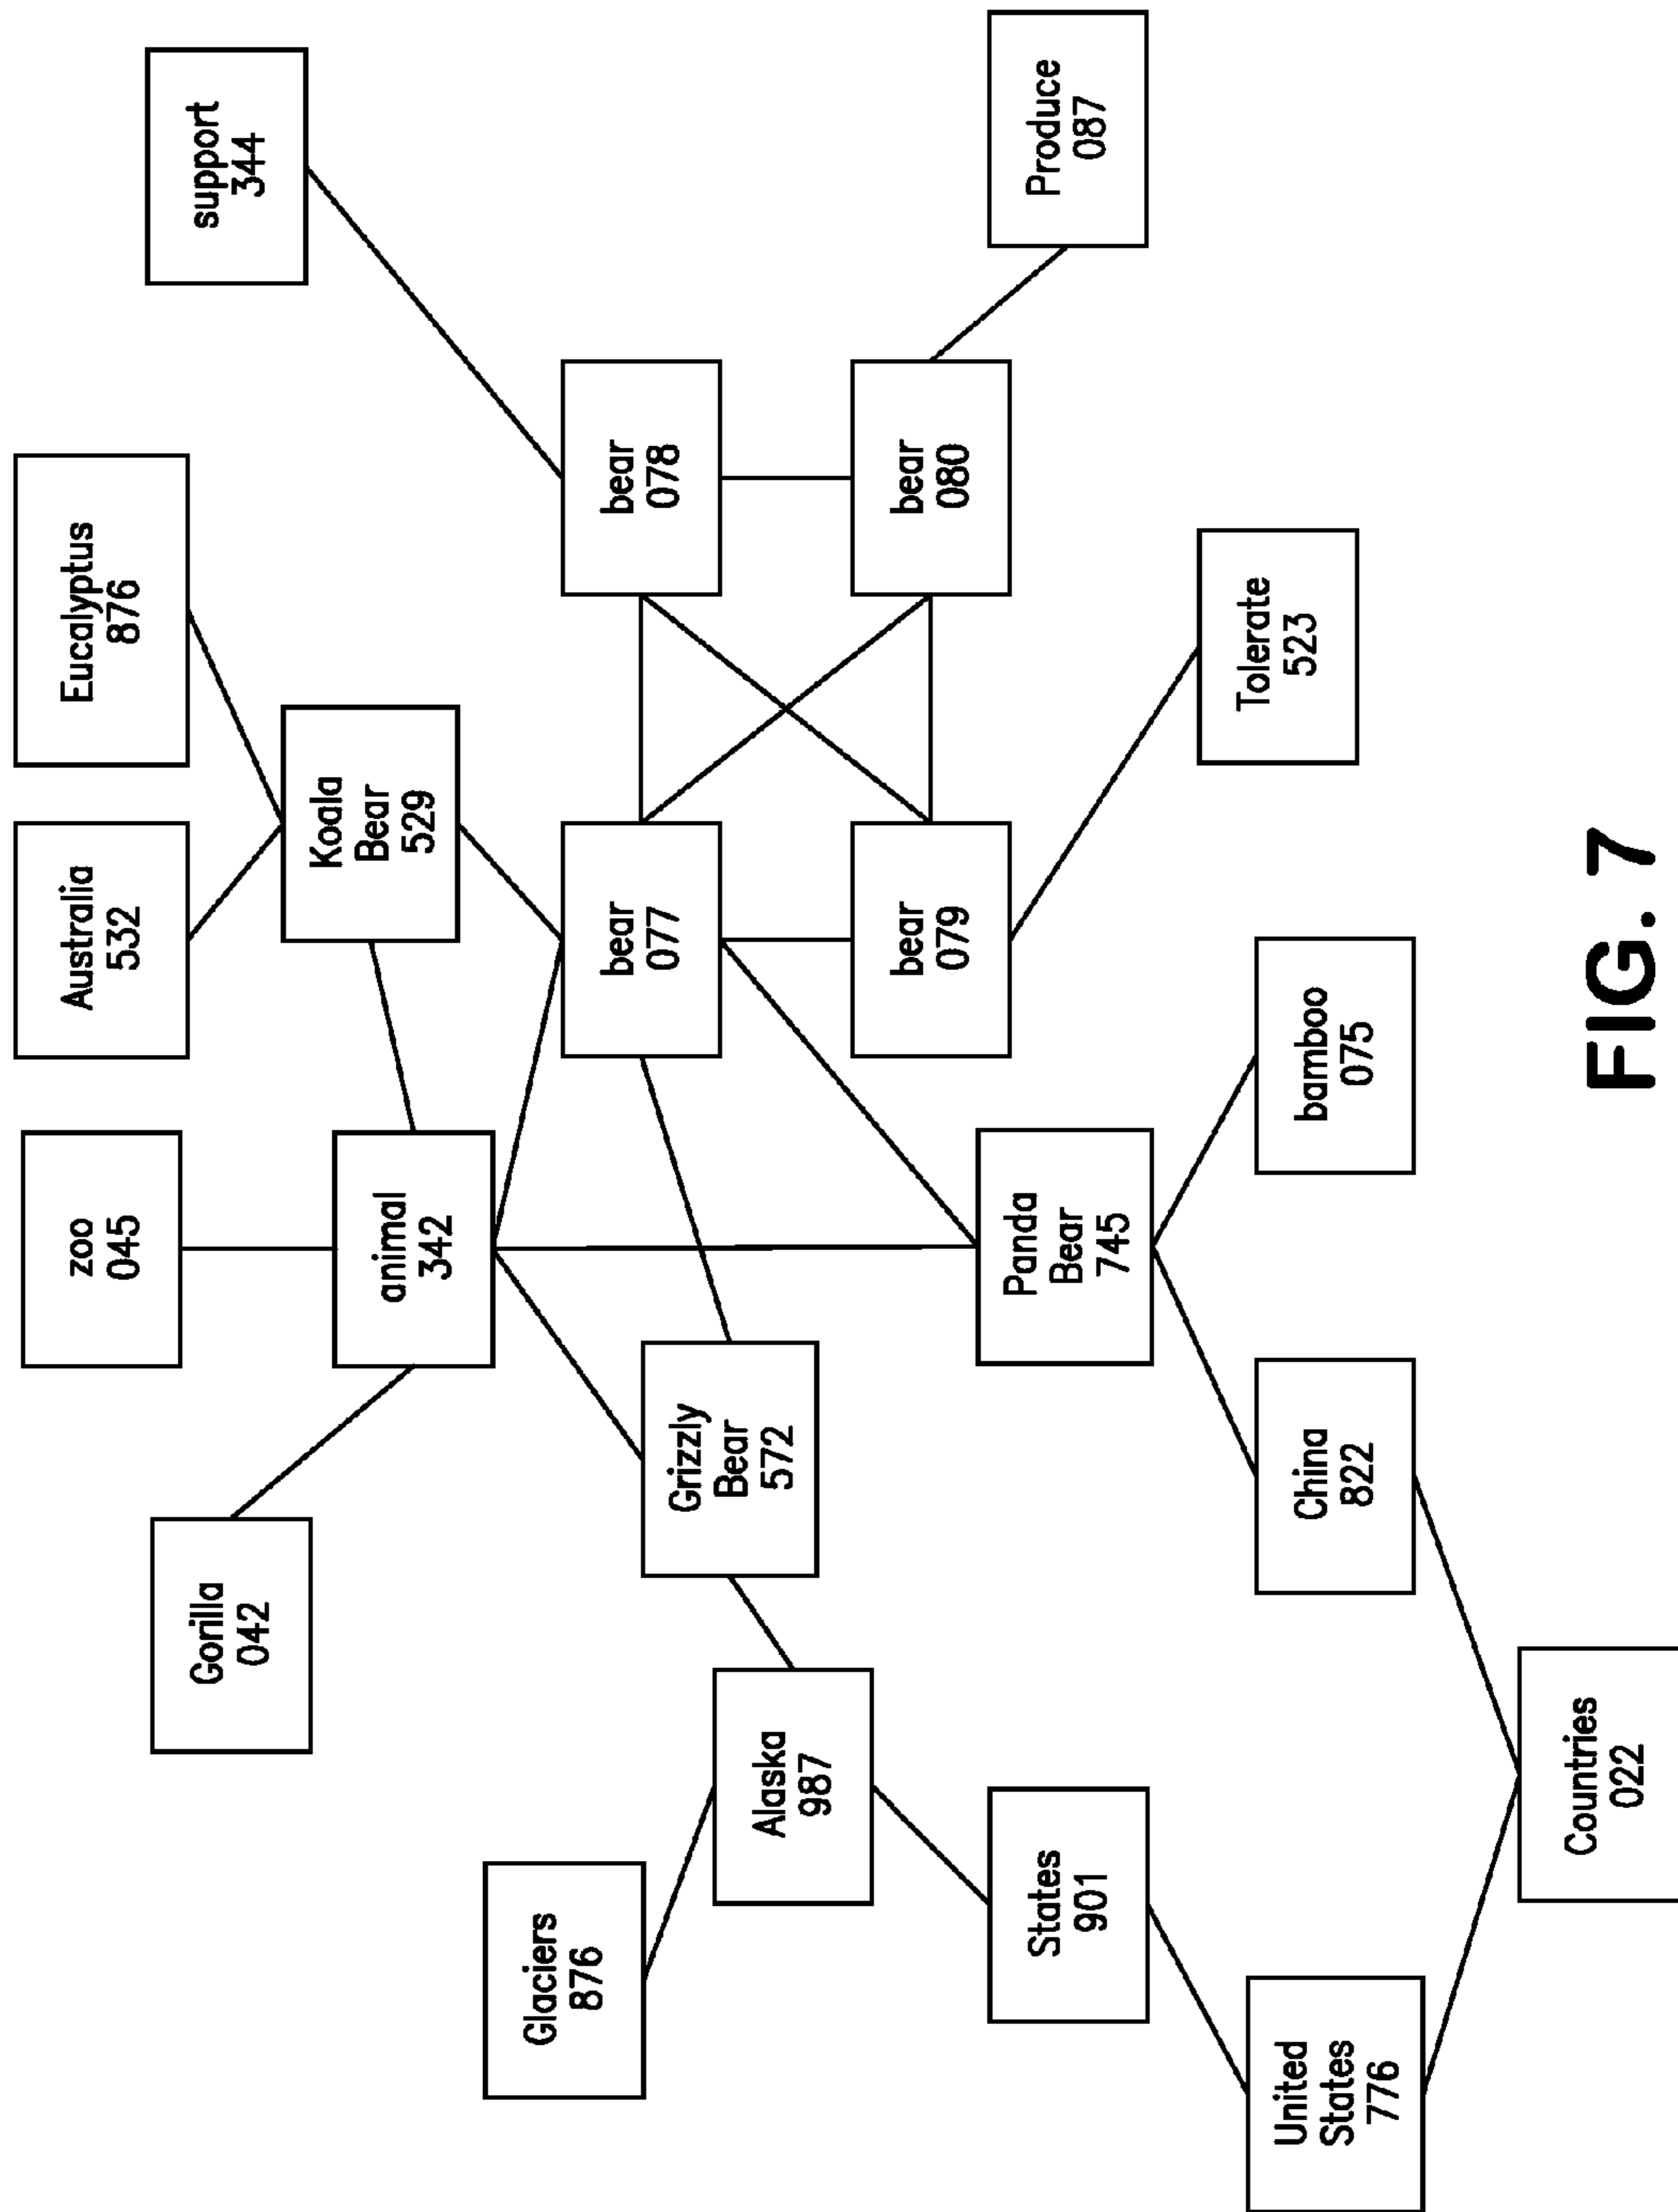 zoo
045
Australia
532
Eucalyptus
876
Gorilla
042
support
344
animal
342
Koala
Bear
529
Glaciers
876
bear
077
bear
078
Grizzly
Bear
572
Alaska
987
bear
079
bear
080
States
901
Panda
Bear
745
Produce
087
Tolerate
523
United
States
776
China
822
bamboo
075
Countries
022
FIG. 7